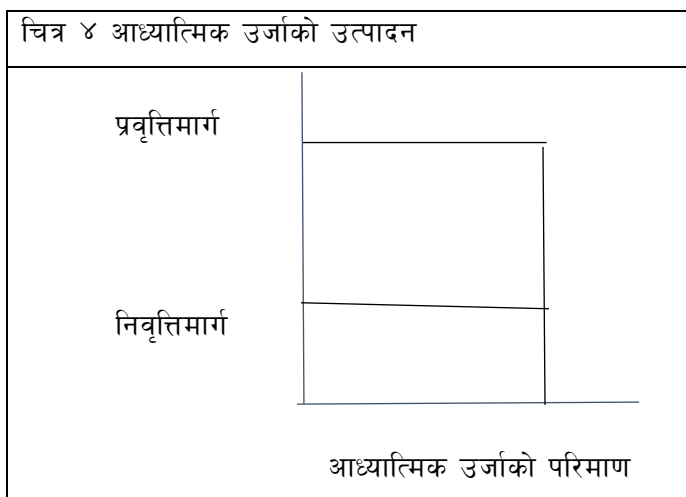 चित्र ४ आध्यात्मिक उर्जाको उत्पादन
प्रवृत्तिमार्ग
निवृत्तिमार्ग
आध्यात्मिक उर्जाको परिमाण